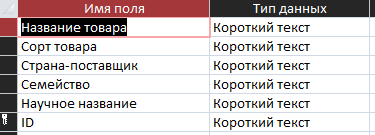 Имя поля Тип данных
Название товара Короткий текст
Сорт товара Короткий текст
Страна-поставщик Короткий текст
Семейство Короткий текст
Научное название Короткий текст
ID Короткий текст